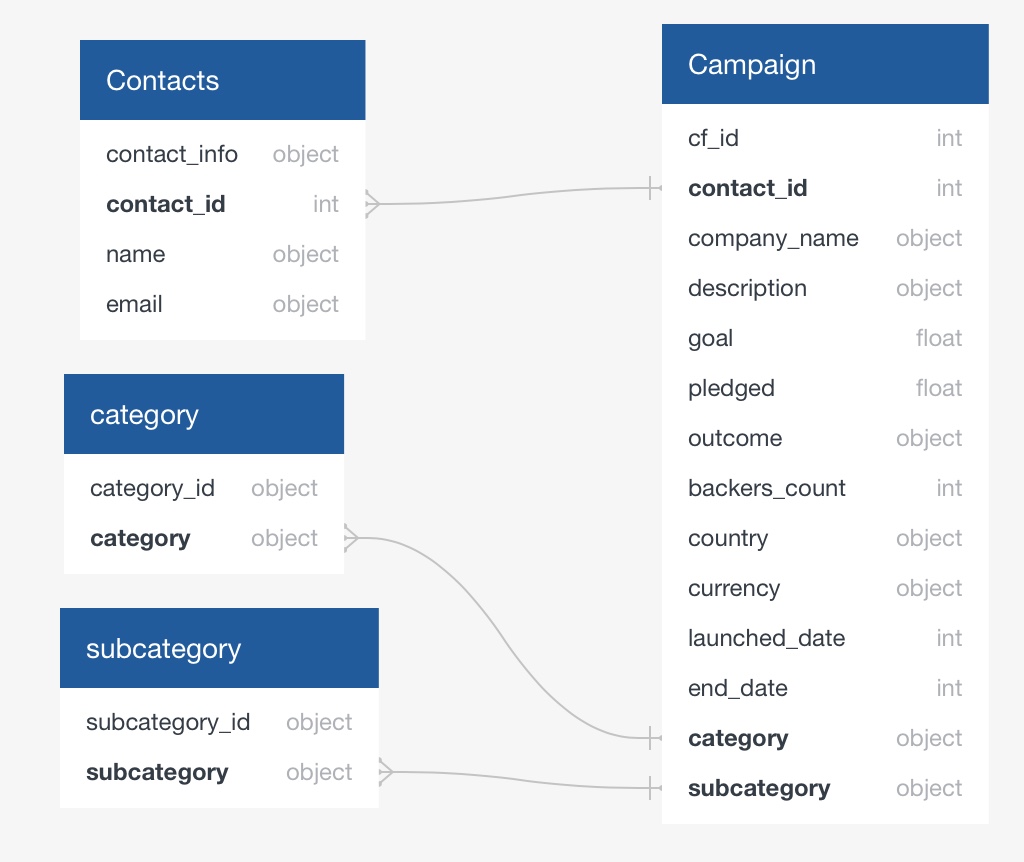 Contacts
contact_info object
contact_id int
name object
email object
category
category_id object
category object
subcategory
subcategory_id object
subcategory object
Campaign
cf_id int
contact_id int
company_name object
description object
goal float
pledged float
outcome object
backers_count int
country object
currency object
launched_date int
end_date int
category object
subcategory object